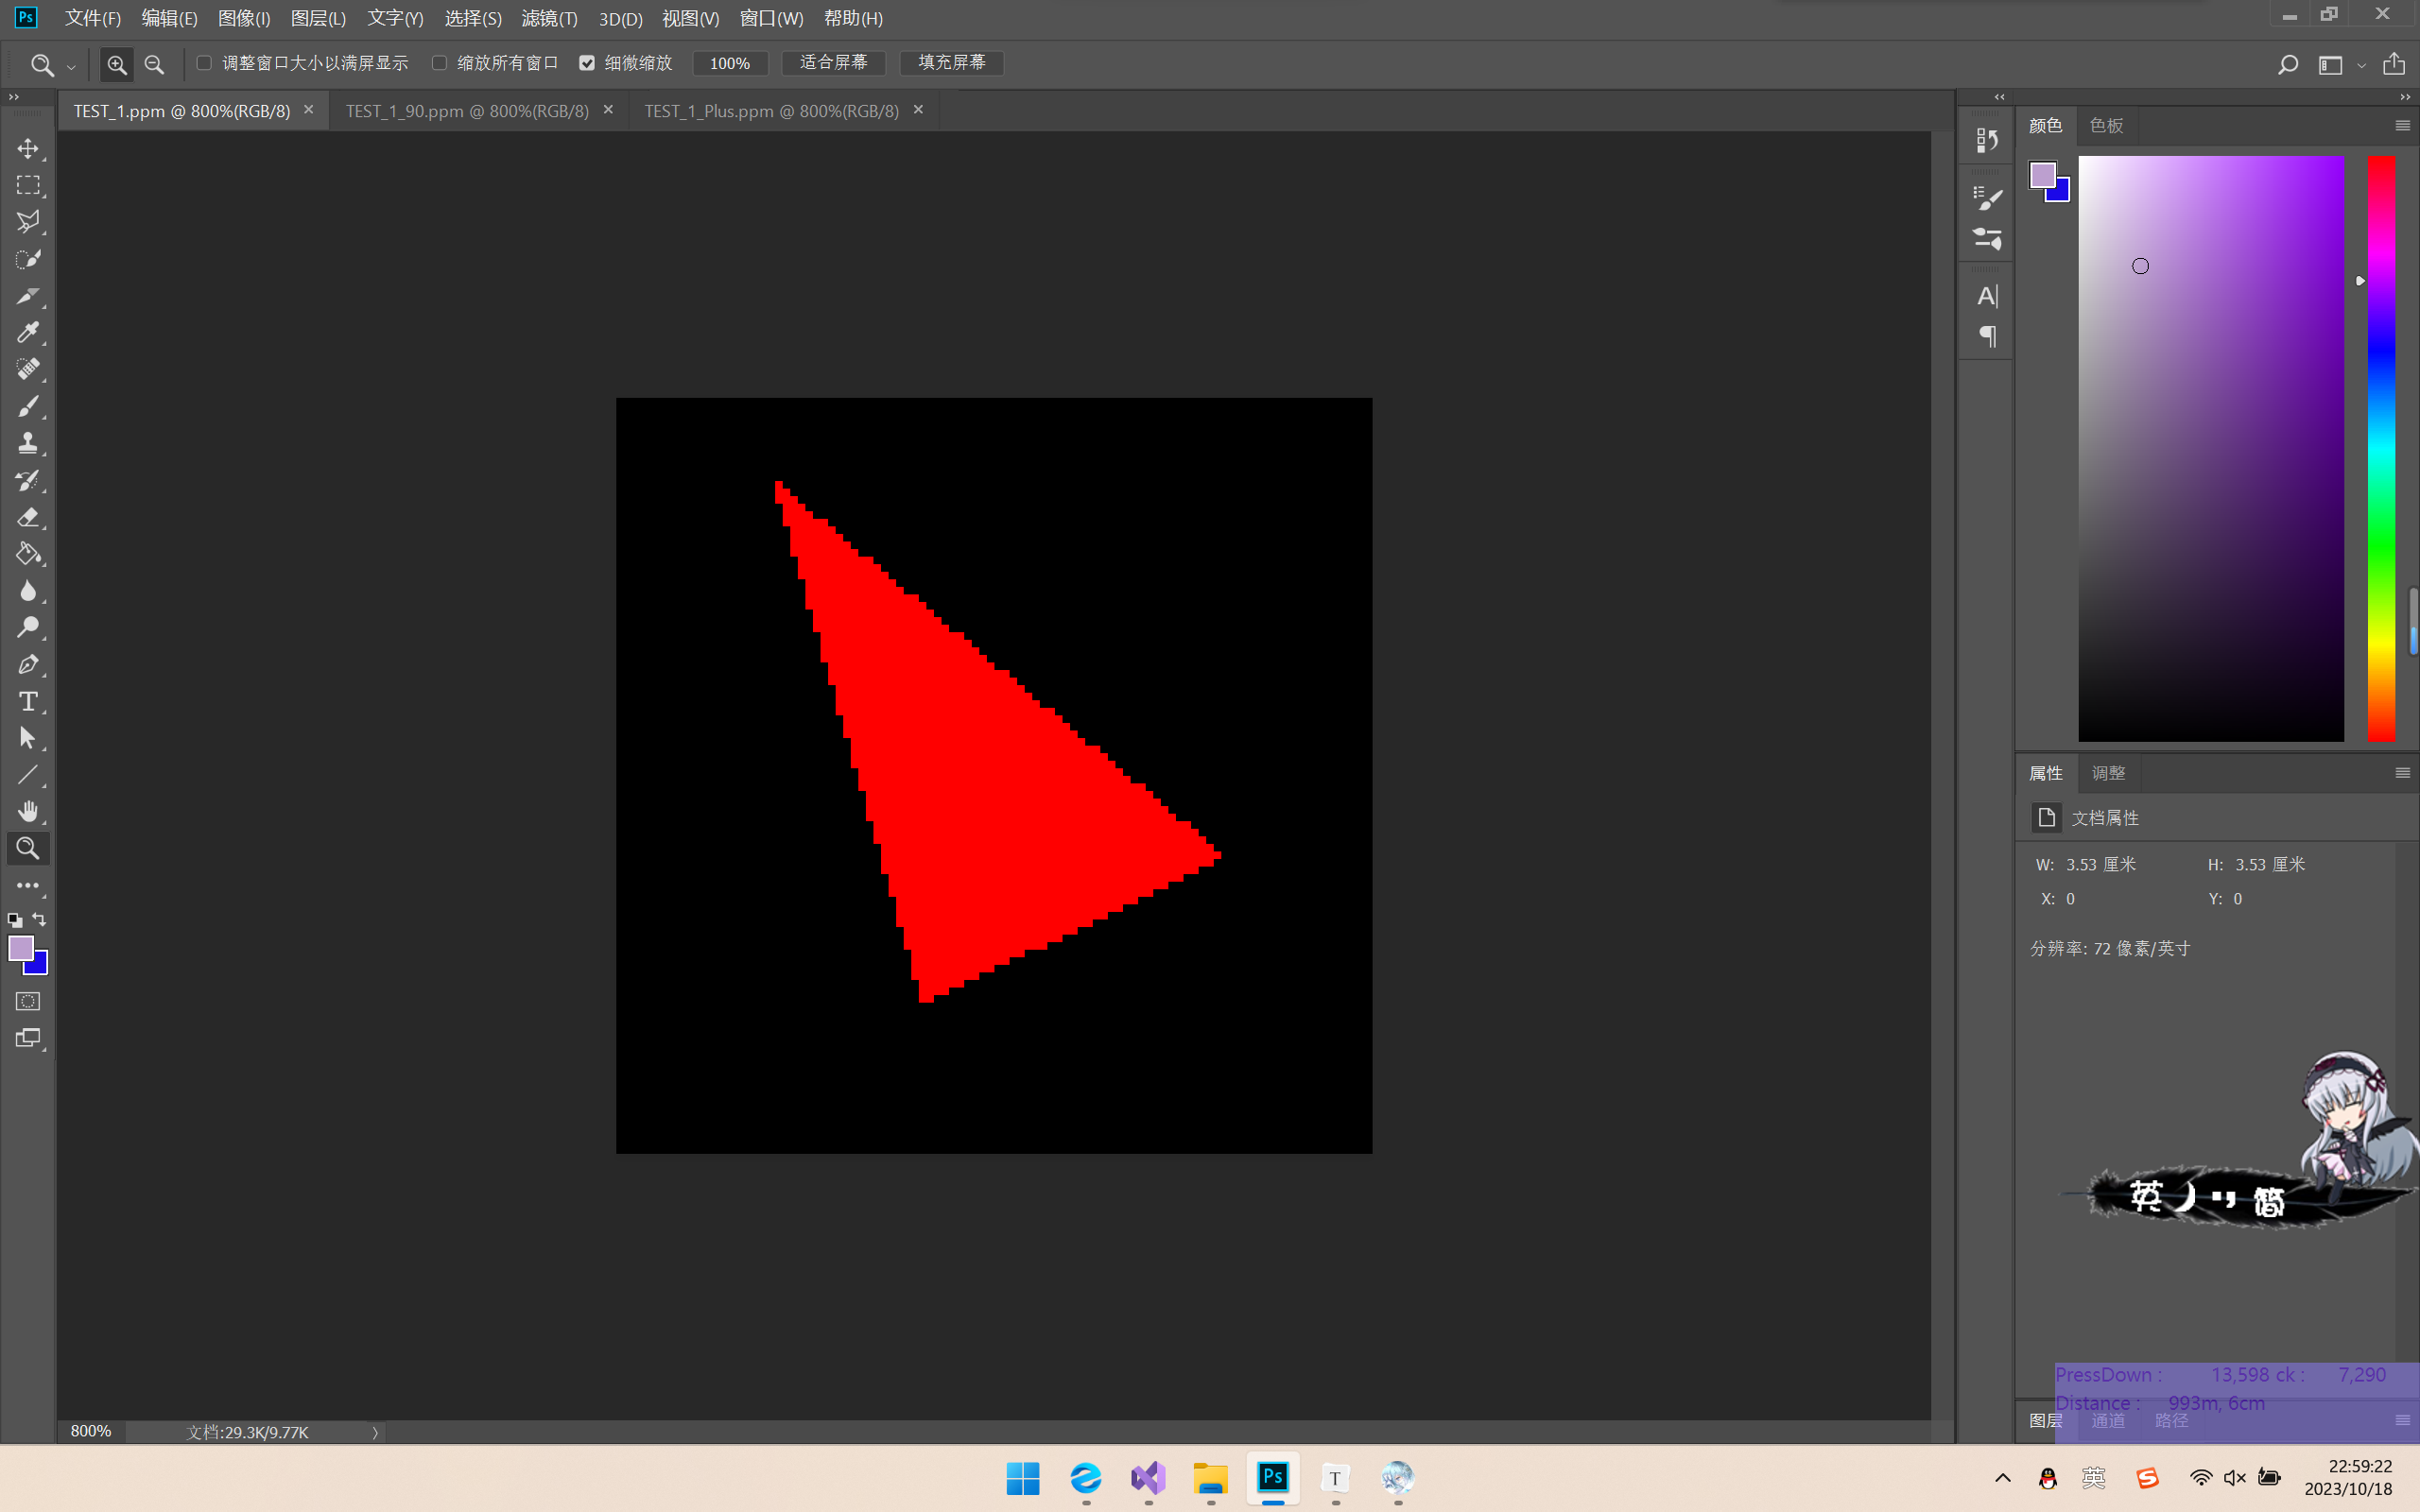 Ps 文件(F) 编辑(E) 图像(I) 图层(L) 文字(Y) 选择(S) 滤镜(T) 3D(D) 视图(V) 窗口(W) 帮助(H)
调整窗口大小以满屏显示 缩放所有窗口 细微缩放 100% 适合屏幕 填充屏幕
TEST_1.ppm @ 800%(RGB/8) TEST_1_90.ppm @ 800%(RGB/8) TEST_1_Plus.ppm @ 800%(RGB/8)
颜色 色板
属性 调整
文档属性
W: 3.53 厘米 H: 3.53 厘米
X: 0 Y: 0
分辨率: 72 像素/英寸
英 简
PressDown : 13,598 ck : 7,290
Distance : 993m, 6cm
图层 通道 路径
800% 文档:29.3K/9.77K
Ps T 英 S 22:59:22
2023/10/18